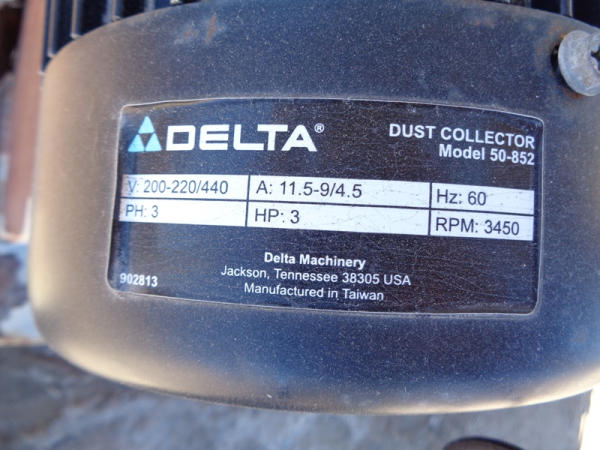 DELTA®
DUST COLLECTOR
Model 50-852
V: 200-220/440 A: 11.5-9/4.5 Hz: 60
PH: 3 HP: 3 RPM: 3450
Delta Machinery
Jackson, Tennessee 38305 USA
Manufactured in Taiwan
902813